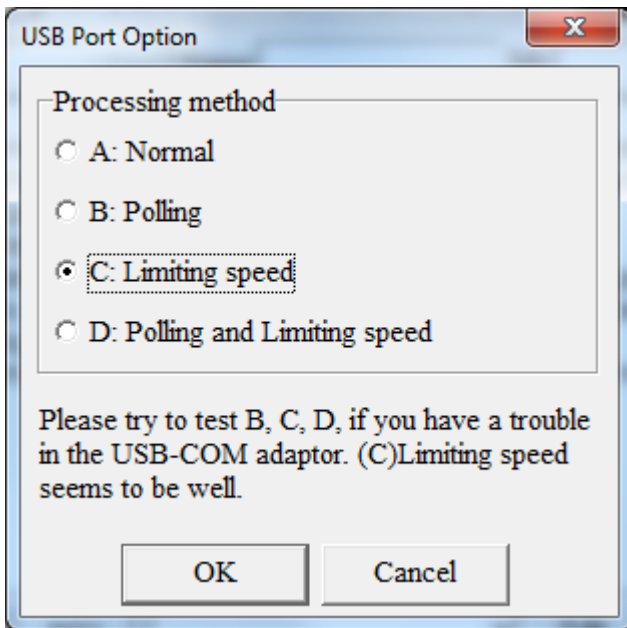 USB Port Option
Processing method
A: Normal
B: Polling
C: Limiting speed
D: Polling and Limiting speed
Please try to test B, C, D, if you have a trouble
in the USB-COM adaptor. (C)Limiting speed
seems to be well.
OK
Cancel